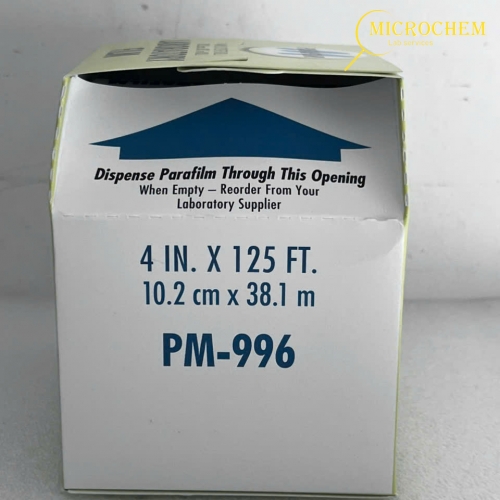 MICROCHEM
Dispense Parafilm Through This Opening
When Empty — Reorder From Your
Laboratory Supplier
4 IN. X 125 FT.
10.2 cm x 38.1 m
PM-996